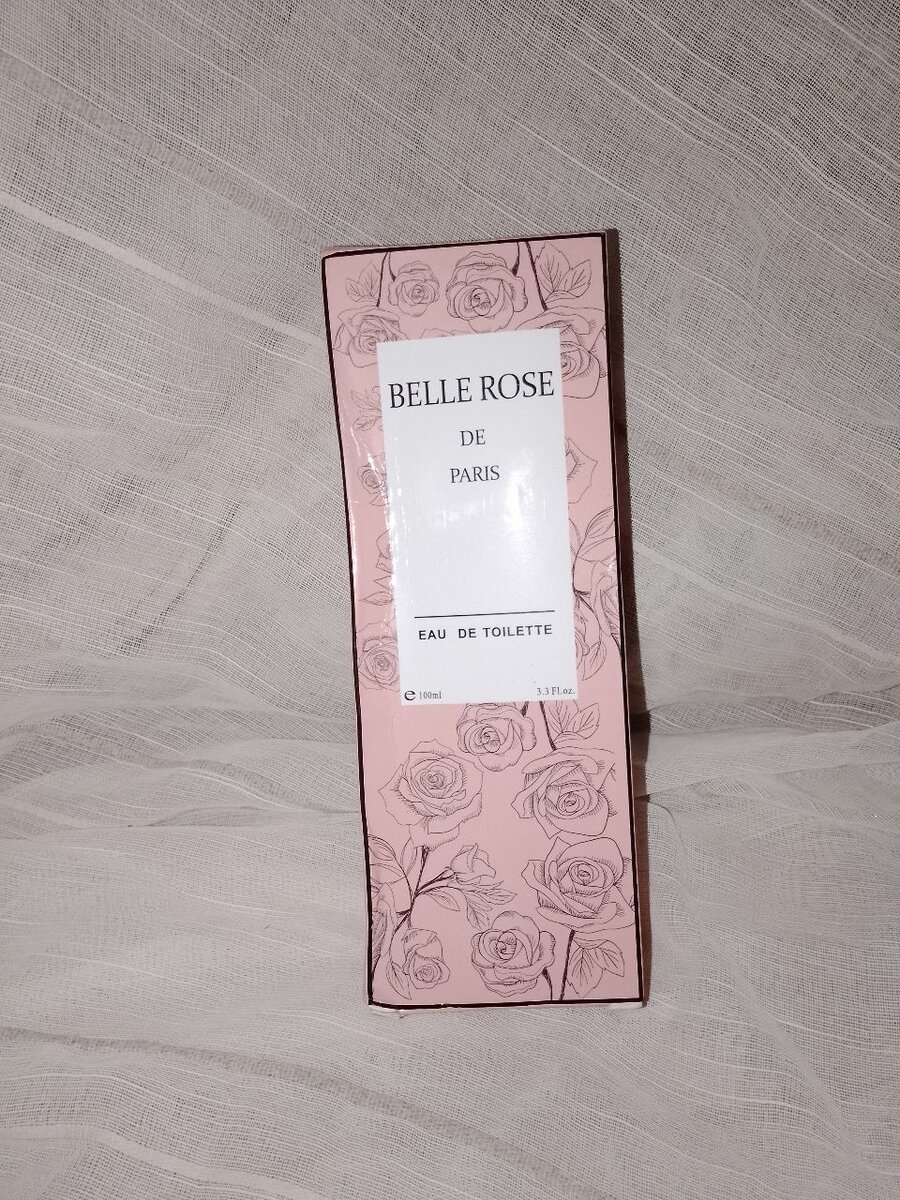 BELLE ROSE
DE
PARIS
EAU DE TOILETTE
e 100ml 3.3 Fl.oz.